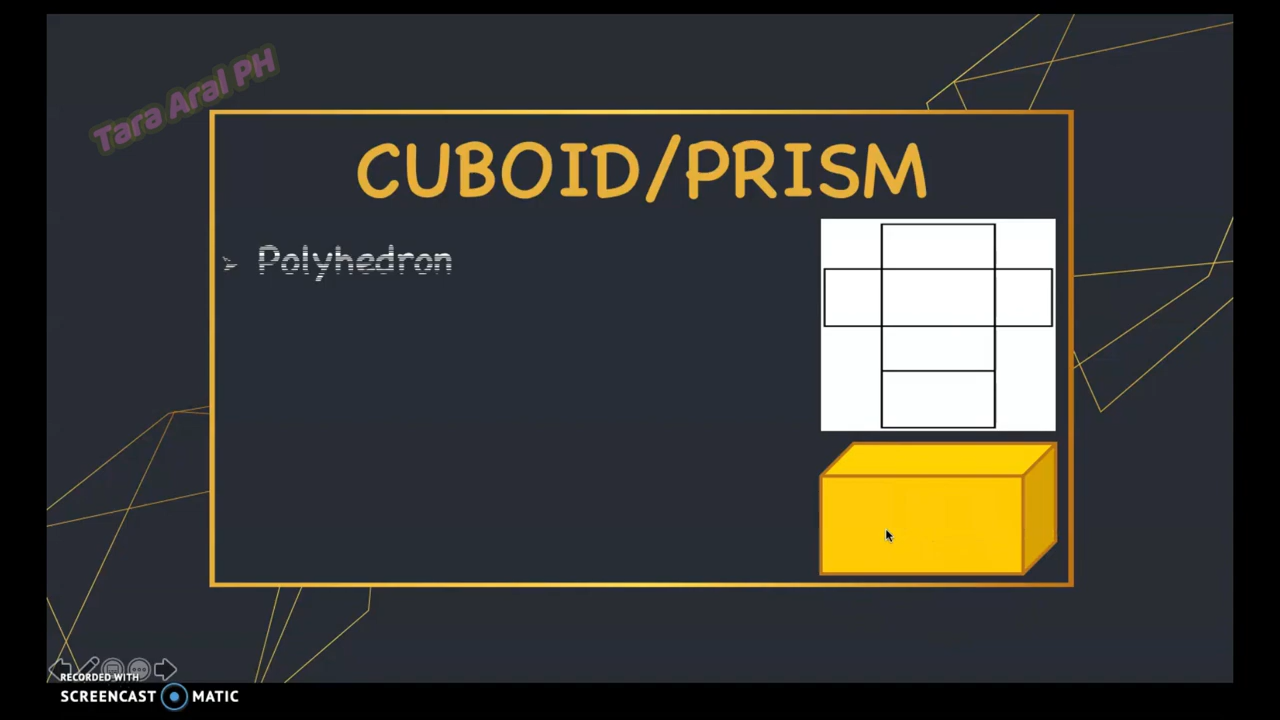 Tara Aral PH
CUBOID/PRISM
➢ Polyhedron
RECORDED WITH
SCREENCAST MATIC